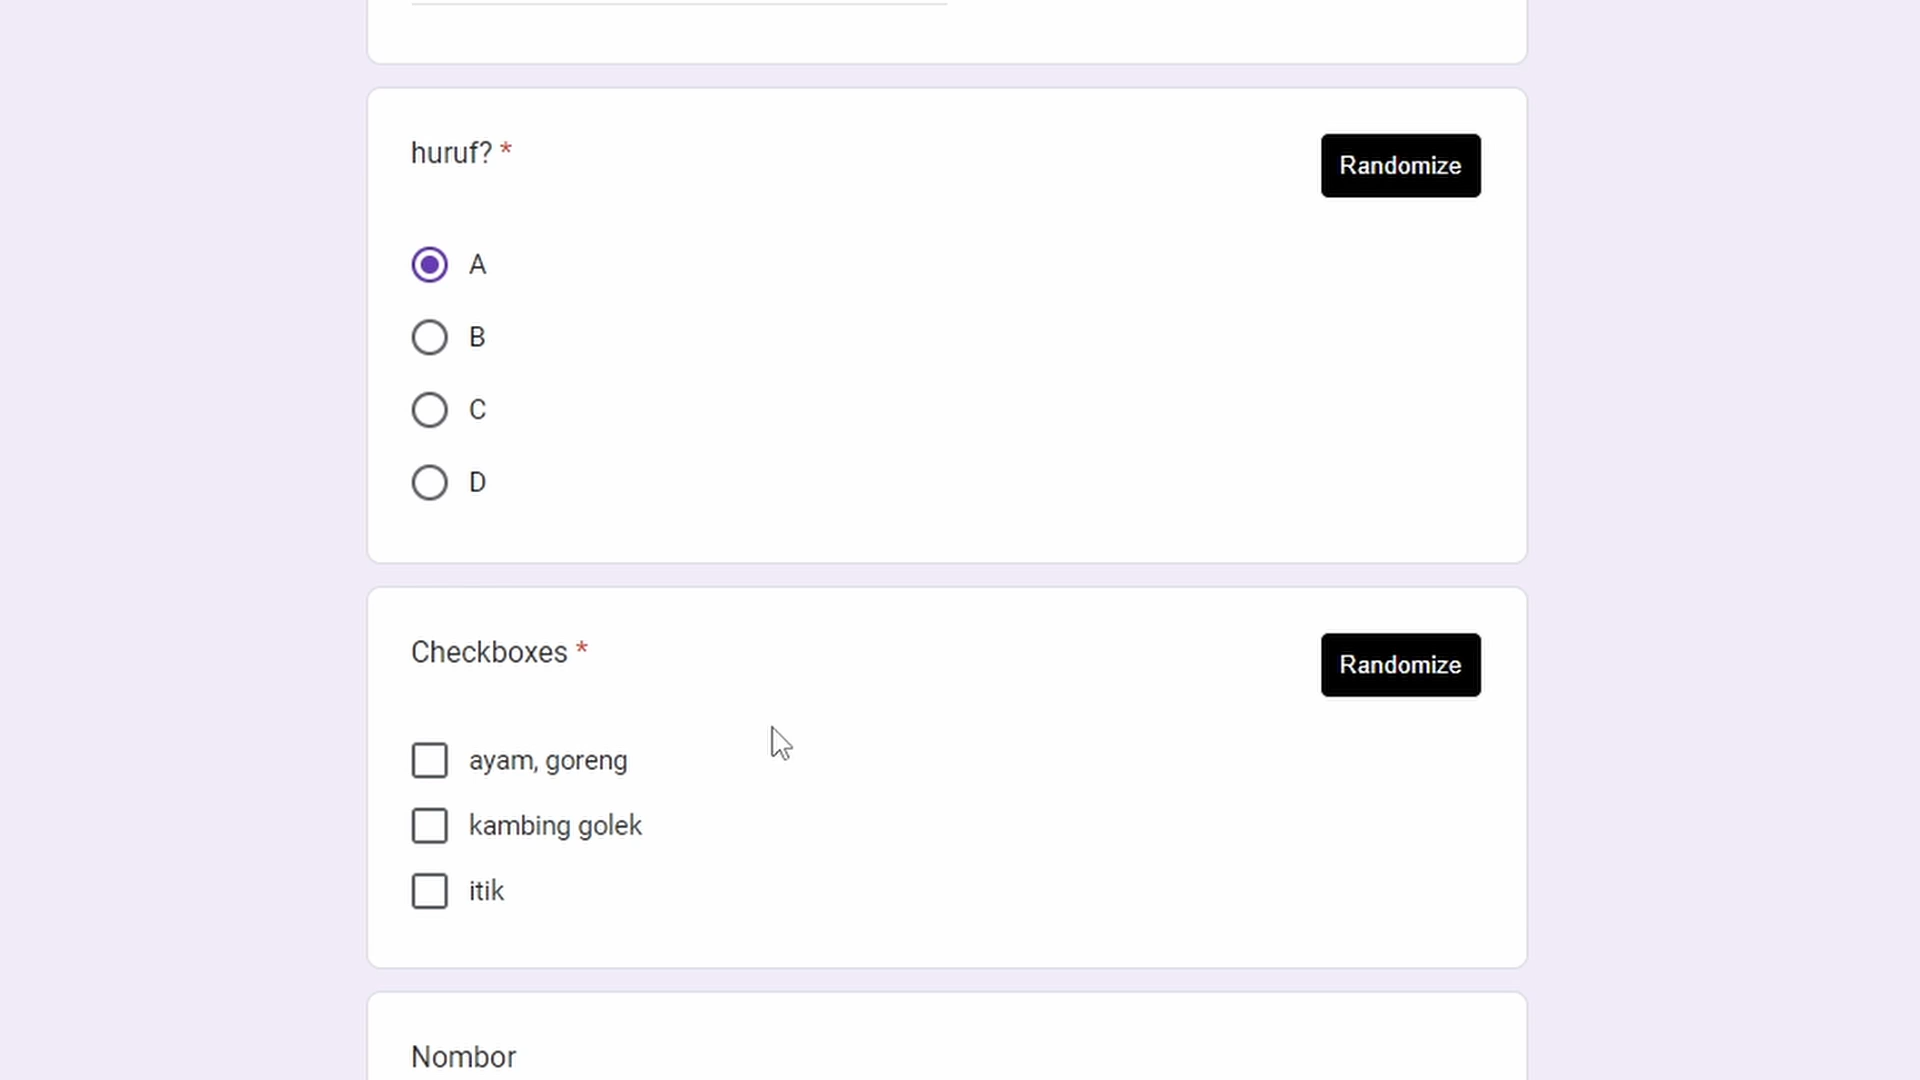 huruf? *
Randomize
A
B
C
D
Checkboxes *
Randomize
ayam, goreng
kambing golek
itik
Nombor